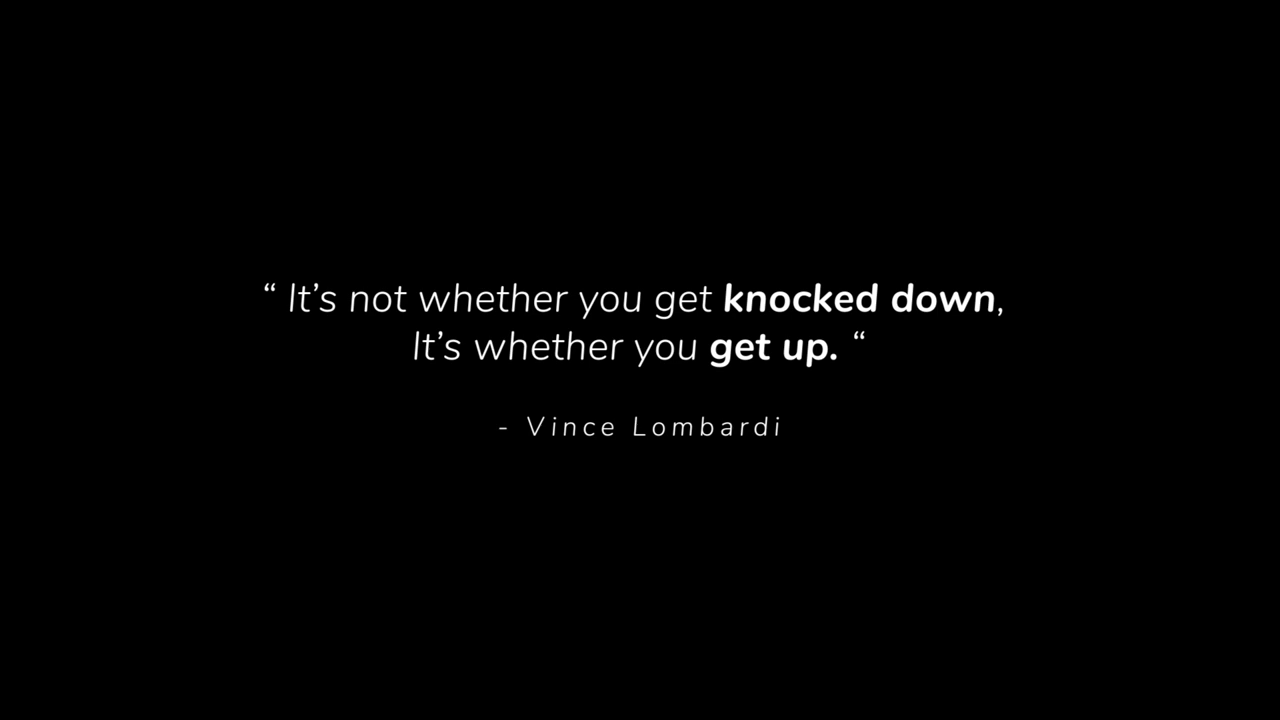 “ It’s not whether you get knocked down,
It’s whether you get up. “
- Vince Lombardi